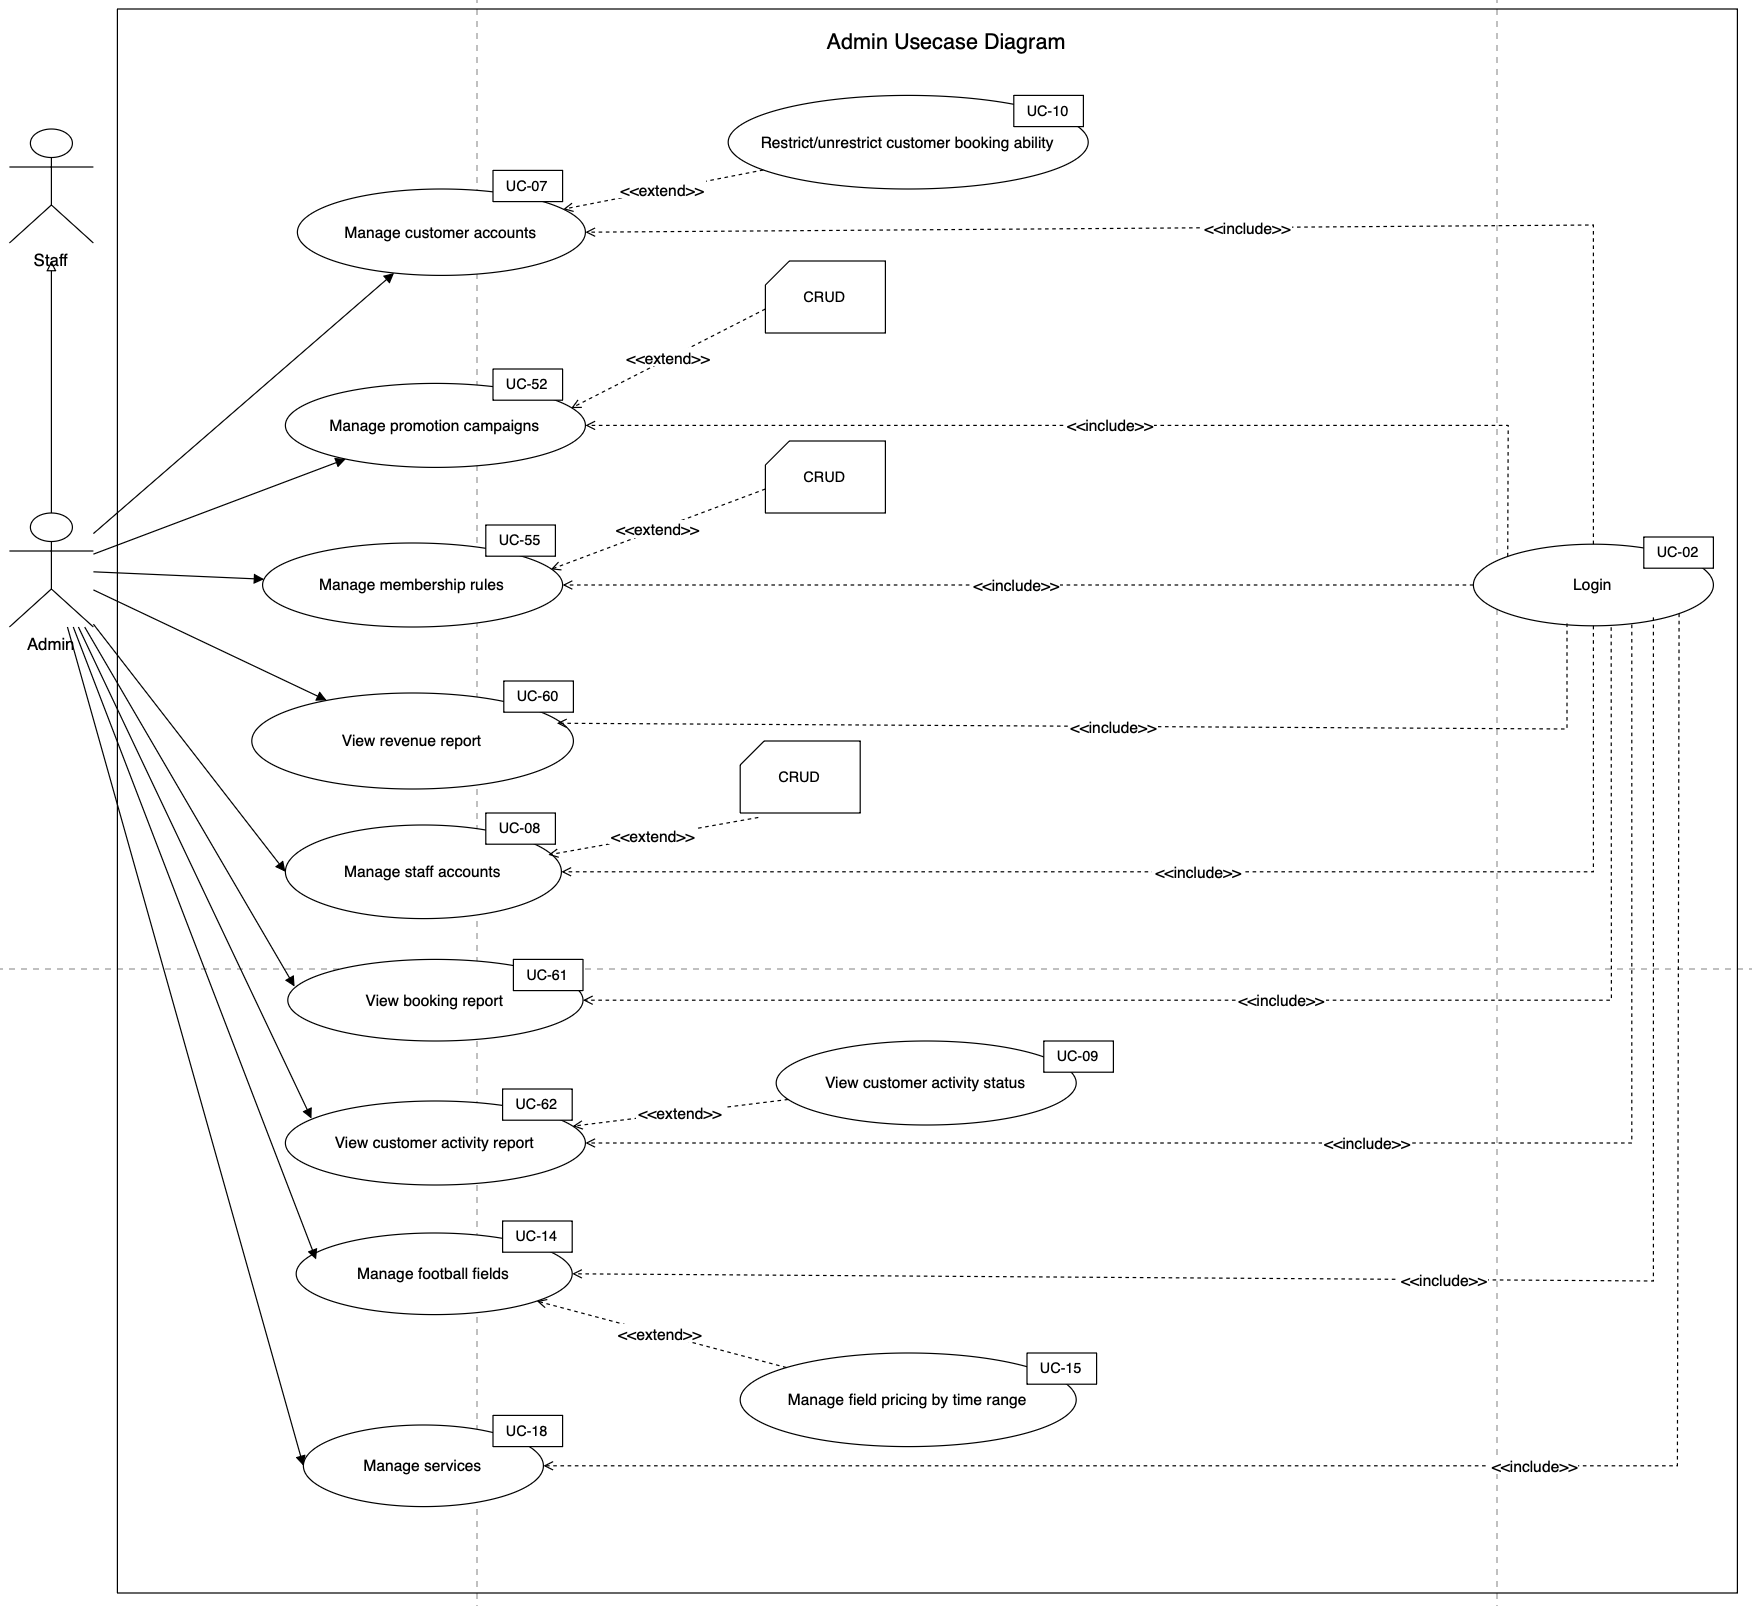 Admin Usecase Diagram
UC-10
Restrict/unrestrict customer booking ability
<<extend>>
UC-07
Manage customer accounts
<<include>>
Staff
CRUD
<<extend>>
UC-52
Manage promotion campaigns
<<include>>
CRUD
<<extend>>
UC-55
Manage membership rules
<<include>>
UC-02
Login
Admin
UC-60
View revenue report
<<include>>
CRUD
<<extend>>
UC-08
Manage staff accounts
<<include>>
UC-61
View booking report
<<include>>
UC-09
View customer activity status
<<extend>>
UC-62
View customer activity report
<<include>>
UC-14
Manage football fields
<<include>>
<<extend>>
UC-15
Manage field pricing by time range
UC-18
Manage services
<<include>>